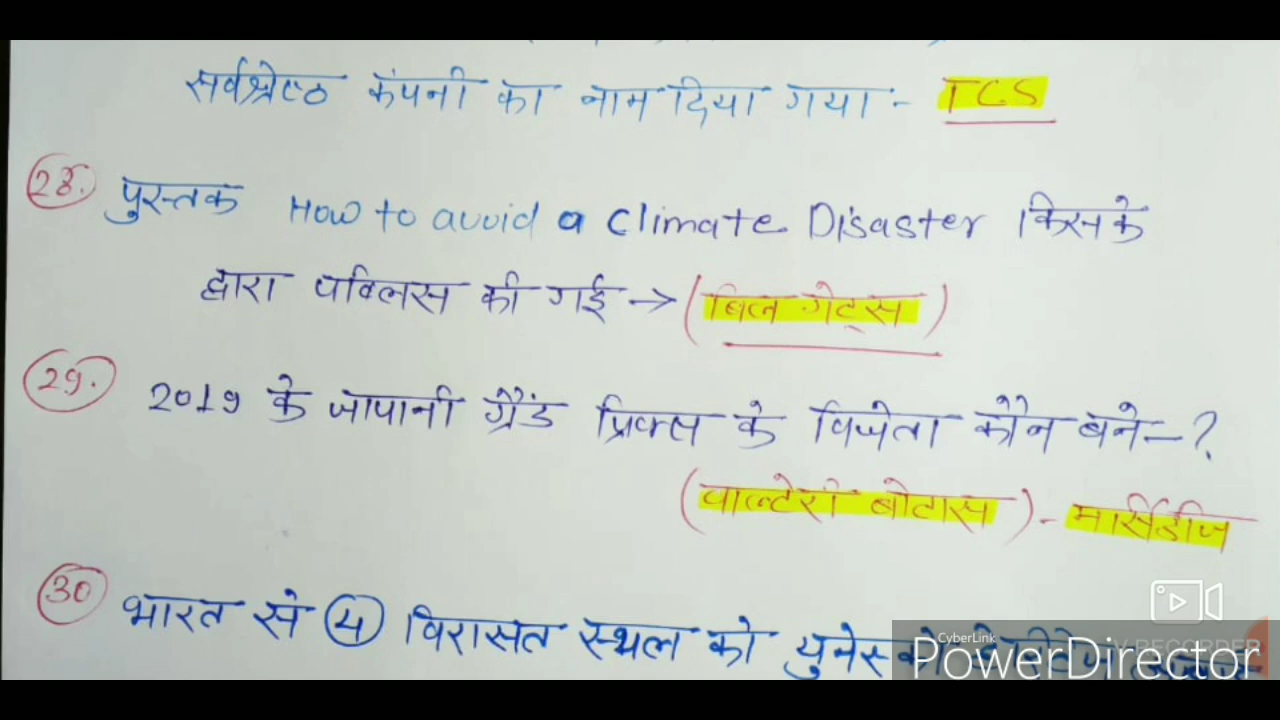 सर्वश्रेष्ठ कंपनी का नाम दिया गया :- TCS
28. पुस्तक How to avoid a Climate Disaster किसके
द्वारा पब्लिस की गई → (बिल गेट्स)
29. 2019 के जापानी ग्रैंड प्रिक्स के विजेता कौन बने - ?
(वाल्टेरी बोटास) - मार्सिडीज
30 भारत से 4 विरासत स्थल को युनेस्को
CyberLink
PowerDirector
V RECORDER